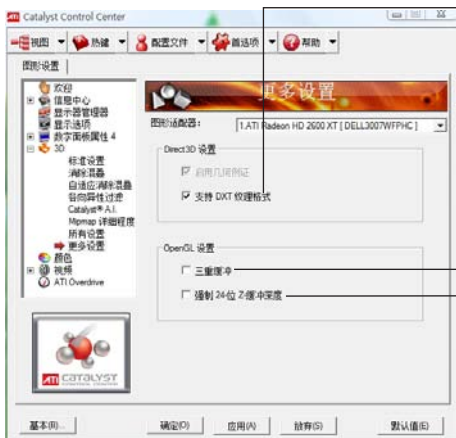 ATI Catalyst Control Center
视图 热键 配置文件 首选项 帮助
图形设置
欢迎
信息中心
显示器管理器
显示选项
数字面板属性 4
3D
标准设置
消除混叠
自适应消除混叠
各向异性过滤
Catalyst® A.I.
Mipmap 详细程度
所有设置
更多设置
颜色
视频
ATI Overdrive
更多设置
图形适配器：
1.ATI Radeon HD 2600 XT [ DELL3007WFPHC ]
Direct3D 设置
启用几何例证
支持 DXT 纹理格式
OpenGL 设置
三重缓冲
强制 24-位 Z-缓冲深度
ATI CATALYST
基本(B)...
确定(O)
应用(A)
放弃(S)
默认值(E)